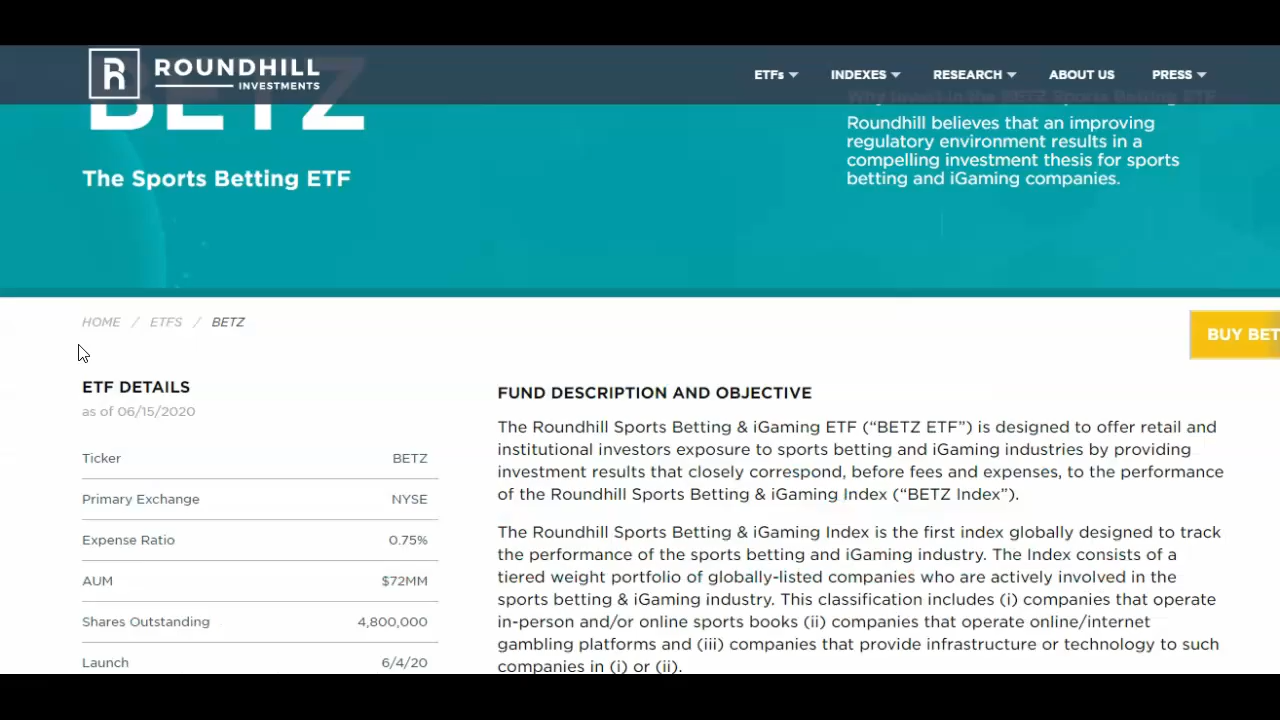 ROUNDHILL
INVESTMENTS
ETFs
INDEXES
RESEARCH
ABOUT US
PRESS
BETZ
The Sports Betting ETF
Why invest in the BETZ Sports Betting ETF
Roundhill believes that an improving
regulatory environment results in a
compelling investment thesis for sports
betting and iGaming companies.
HOME / ETFS / BETZ
BUY BET
ETF DETAILS
as of 06/15/2020
Ticker BETZ
Primary Exchange NYSE
Expense Ratio 0.75%
AUM $72MM
Shares Outstanding 4,800,000
Launch 6/4/20
FUND DESCRIPTION AND OBJECTIVE
The Roundhill Sports Betting & iGaming ETF (“BETZ ETF”) is designed to offer retail and
institutional investors exposure to sports betting and iGaming industries by providing
investment results that closely correspond, before fees and expenses, to the performance
of the Roundhill Sports Betting & iGaming Index (“BETZ Index”).
The Roundhill Sports Betting & iGaming Index is the first index globally designed to track
the performance of the sports betting and iGaming industry. The Index consists of a
tiered weight portfolio of globally-listed companies who are actively involved in the
sports betting & iGaming industry. This classification includes (i) companies that operate
in-person and/or online sports books (ii) companies that operate online/internet
gambling platforms and (iii) companies that provide infrastructure or technology to such
companies in (i) or (ii).